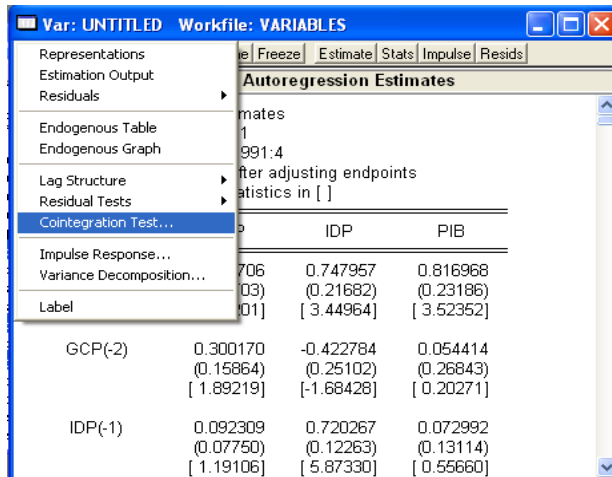 Var: UNTITLED Workfile: VARIABLES
Freeze Estimate Stats Impulse Resids
Autoregression Estimates
Representations
Estimation Output
Residuals
Endogenous Table
Endogenous Graph
Lag Structure
Residual Tests
Cointegration Test...
Impulse Response...
Variance Decomposition...
Label
mates
1
991:4
fter adjusting endpoints
atistics in [ ]
IDP PIB
706 0.747957 0.816968
703) (0.21682) (0.23186)
201] [ 3.44964] [ 3.52352]
GCP(-2) 0.300170 -0.422784 0.054414
(0.15864) (0.25102) (0.26843)
[ 1.89219] [-1.68428] [ 0.20271]
IDP(-1) 0.092309 0.720267 0.072992
(0.07750) (0.12263) (0.13114)
[ 1.19106] [ 5.87330] [ 0.55660]